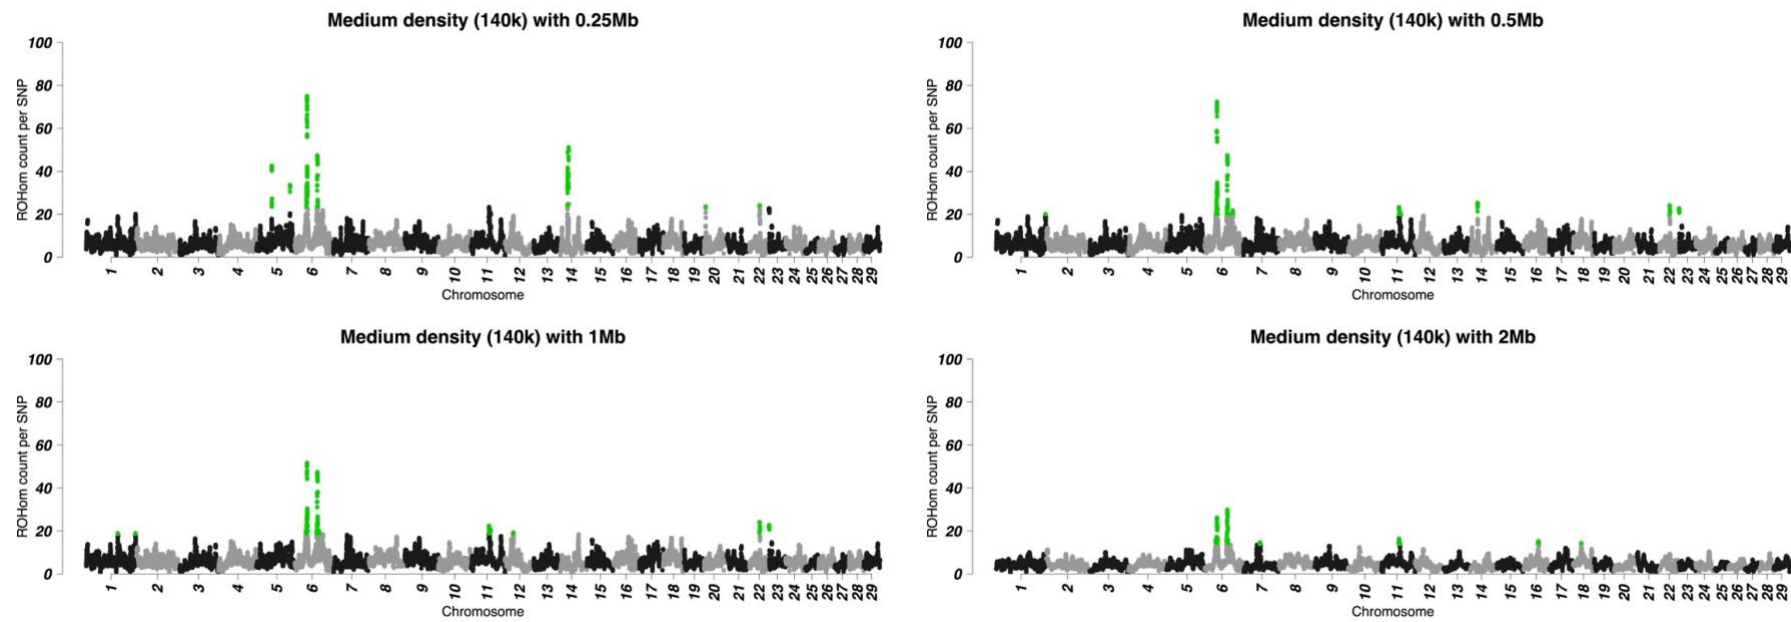 Medium density (140k) with 0.25Mb
ROHom count per SNP
100
80
60
40
20
0
1 2 3 4 5 6 7 8 9 10 11 12 13 14 15 16 17 18 19 20 21 22 23 24 25 26 27 28 29
Chromosome
Medium density (140k) with 0.5Mb
ROHom count per SNP
100
80
60
40
20
0
1 2 3 4 5 6 7 8 9 10 11 12 13 14 15 16 17 18 19 20 21 22 23 24 25 26 27 28 29
Chromosome
Medium density (140k) with 1Mb
ROHom count per SNP
100
80
60
40
20
0
1 2 3 4 5 6 7 8 9 10 11 12 13 14 15 16 17 18 19 20 21 22 23 24 25 26 27 28 29
Chromosome
Medium density (140k) with 2Mb
ROHom count per SNP
100
80
60
40
20
0
1 2 3 4 5 6 7 8 9 10 11 12 13 14 15 16 17 18 19 20 21 22 23 24 25 26 27 28 29
Chromosome